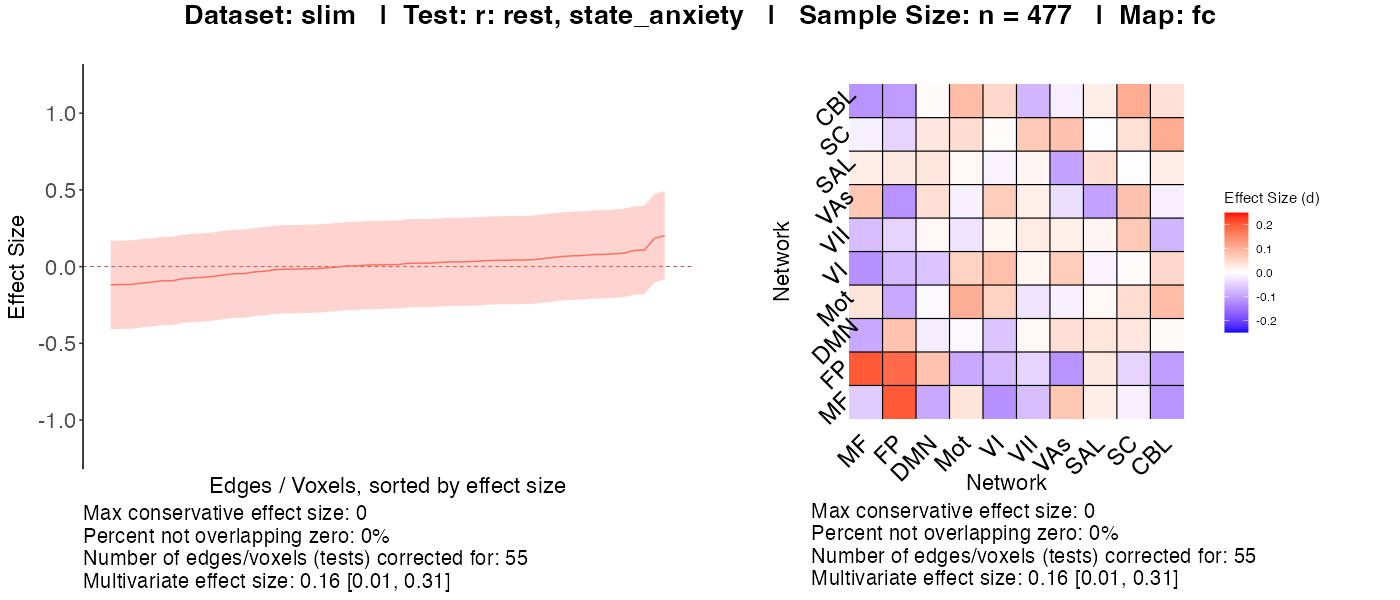 Dataset: slim | Test: r: rest, state_anxiety | Sample Size: n = 477 | Map: fc
Effect Size
1.0
0.5
0.0
-0.5
-1.0
Edges / Voxels, sorted by effect size
Max conservative effect size: 0
Percent not overlapping zero: 0%
Number of edges/voxels (tests) corrected for: 55
Multivariate effect size: 0.16 [0.01, 0.31]
Network
CBL
SC
SAL
VAs
VII
VI
Mot
DMN
FP
MF
MF
FP
DMN
Mot
VI
VII
VAs
SAL
SC
CBL
Network
Effect Size (d)
0.2
0.1
0.0
-0.1
-0.2
Max conservative effect size: 0
Percent not overlapping zero: 0%
Number of edges/voxels (tests) corrected for: 55
Multivariate effect size: 0.16 [0.01, 0.31]